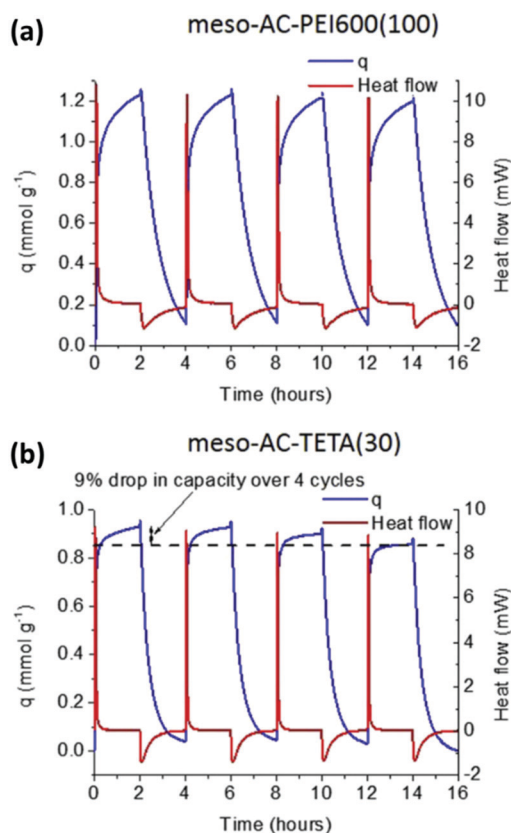 (a)
meso-AC-PEI600(100)
q
Heat flow
1.2
1.0
0.8
0.6
0.4
0.2
0.0
q (mmol g⁻¹)
10
8
6
4
2
0
-2
Heat flow (mW)
0 2 4 6 8 10 12 14 16
Time (hours)
(b)
meso-AC-TETA(30)
9% drop in capacity over 4 cycles
q
Heat flow
1.0
0.8
0.6
0.4
0.2
0.0
q (mmol g⁻¹)
10
8
6
4
2
0
-2
Heat flow (mW)
0 2 4 6 8 10 12 14 16
Time (hours)